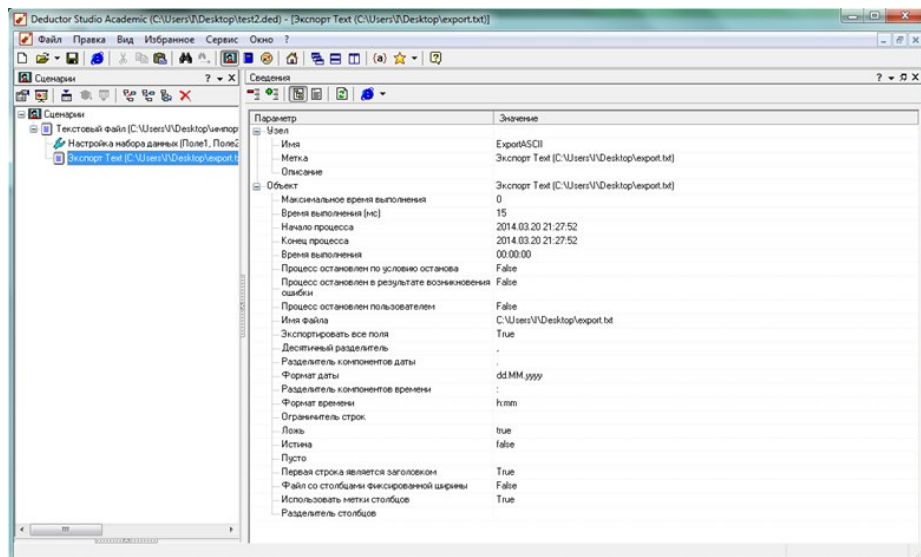 Deductor Studio Academic (C:\Users\I\Desktop\test2.ded) - [Экспорт Text (C:\Users\I\Desktop\export.txt)]
Файл Правка Вид Избранное Сервис Окно ?
Сценарии ? X
Сведения ? X
Сценарии
Текстовый файл (C:\Users\I\Desktop\импор
Настройка набора данных (Поле1, Поле2
Экспорт Text (C:\Users\I\Desktop\export.t
Параметр Значение
Узел
Имя ExportASCII
Метка Экспорт Text (C:\Users\I\Desktop\export.txt)
Описание
Объект Экспорт Text (C:\Users\I\Desktop\export.txt)
Максимальное время выполнения 0
Время выполнения (мс) 15
Начало процесса 2014.03.20 21:27:52
Конец процесса 2014.03.20 21:27:52
Время выполнения 00:00:00
Процесс остановлен по условию останова False
Процесс остановлен в результате возникновения False
ошибки
Процесс остановлен пользователем False
Имя файла C:\Users\I\Desktop\export.txt
Экспортировать все поля True
Десятичный разделитель ,
Разделитель компонентов даты .
Формат даты dd.MM.yyyy
Разделитель компонентов времени :
Формат времени h:mm
Ограничитель строк
Ложь true
Истина false
Пусто
Первая строка является заголовком True
Файл со столбцами фиксированной ширины False
Использовать метки столбцов True
Разделитель столбцов